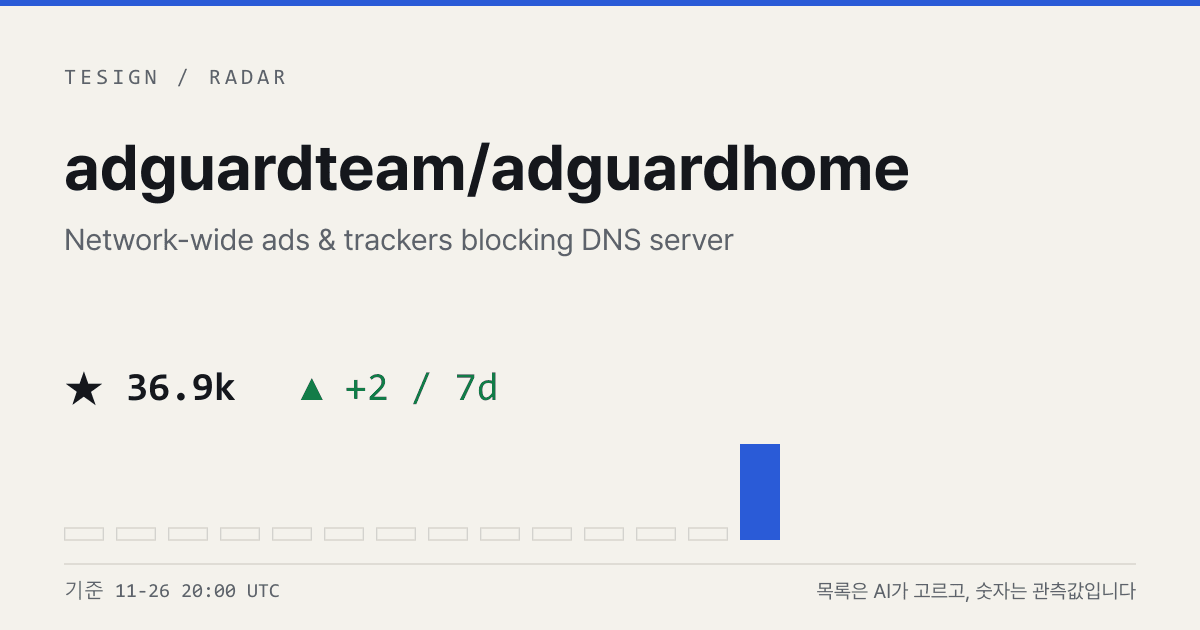 TESIGN / RADAR
adguardteam/adguardhome
Network-wide ads & trackers blocking DNS server
★ 36.9k ▲ +2 / 7d
기준 11-26 20:00 UTC
목록은 AI가 고르고, 숫자는 관측값입니다